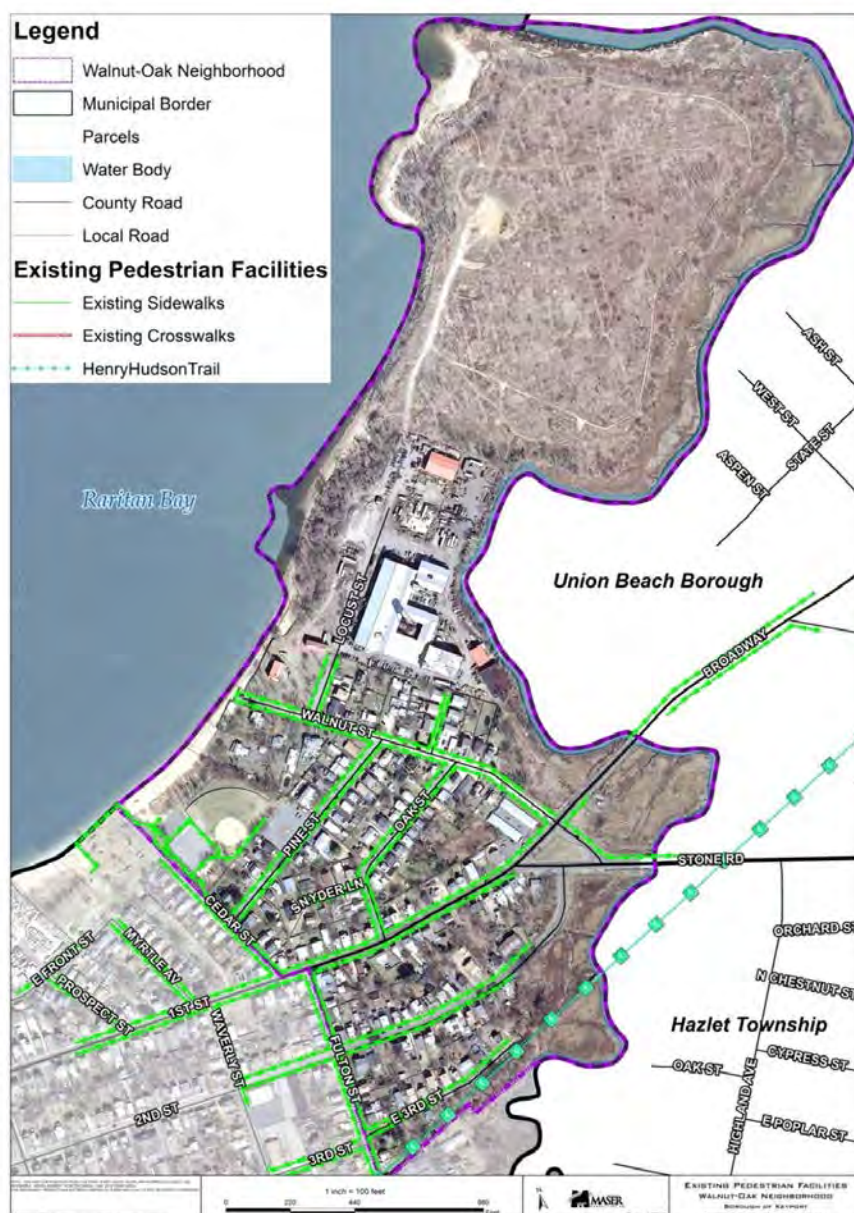 Legend
Walnut-Oak Neighborhood
Municipal Border
Parcels
Water Body
County Road
Local Road
Existing Pedestrian Facilities
Existing Sidewalks
Existing Crosswalks
HenryHudsonTrail
ASH ST
WEST ST
STATE ST
ASPEN ST
Raritan Bay
Union Beach Borough
LOCUST ST
BROADWAY
WALNUT ST
PINE ST
OAK ST
STONE RD
SNYDER LN
CEDAR ST
ORCHARD ST
E FRONT ST
MYRTLE AV
PROSPECT ST
N CHESTNUT ST
1ST ST
WAVERLY ST
FULTON ST
Hazlet Township
CYPRESS ST
OAK ST
HIGHLAND AVE
2ND ST
E 3RD ST
E POPLAR ST
3RD ST
1 inch = 100 feet
0 220 440 880
Feet
MASER
EXISTING PEDESTRIAN FACILITIES
WALNUT-OAK NEIGHBORHOOD
BOROUGH OF KEYPORT